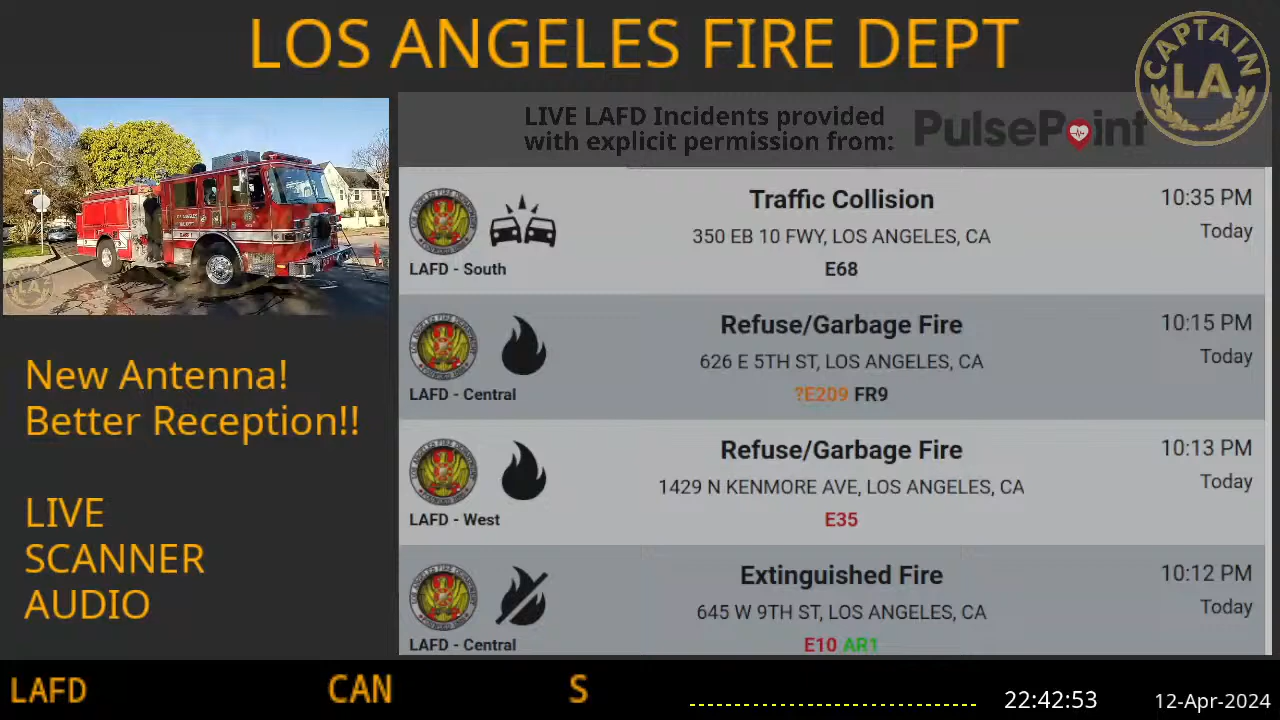 LOS ANGELES FIRE DEPT
CAPTAIN
LA
LIVE LAFD Incidents provided
with explicit permission from:
PulsePoint
Traffic Collision
10:35 PM
350 EB 10 FWY, LOS ANGELES, CA
Today
LAFD - South
E68
Refuse/Garbage Fire
10:15 PM
626 E 5TH ST, LOS ANGELES, CA
Today
LAFD - Central
?E209 FR9
Refuse/Garbage Fire
10:13 PM
1429 N KENMORE AVE, LOS ANGELES, CA
Today
LAFD - West
E35
Extinguished Fire
10:12 PM
645 W 9TH ST, LOS ANGELES, CA
Today
LAFD - Central
E10 AR1
New Antenna!
Better Reception!!
LIVE
SCANNER
AUDIO
LAFD
CAN
S
22:42:53
12-Apr-2024